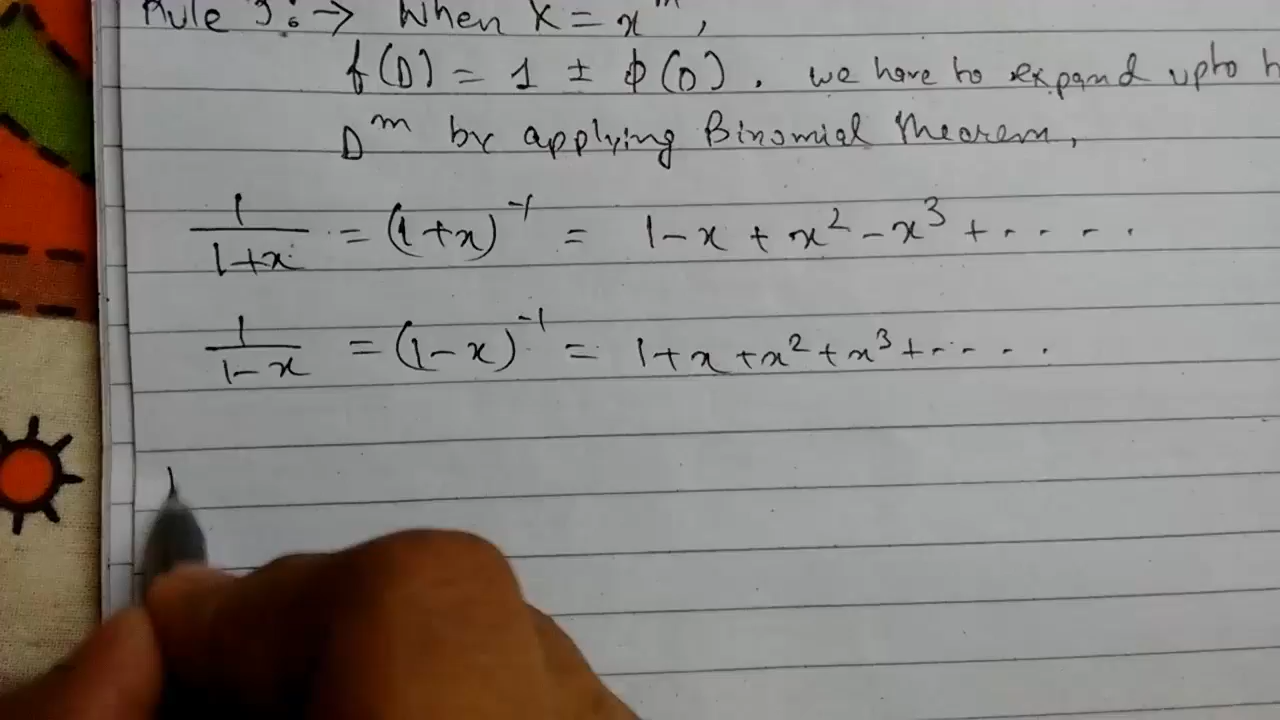 Rule 3 :→ When X = x^m,
f(D) = 1 ± φ(D). we have to expand upto
D^m by applying Binomial Theorem,
1/(1+x) = (1+x)^-1 = 1-x+x^2-x^3+.....
1/(1-x) = (1-x)^-1 = 1+x+x^2+x^3+.....